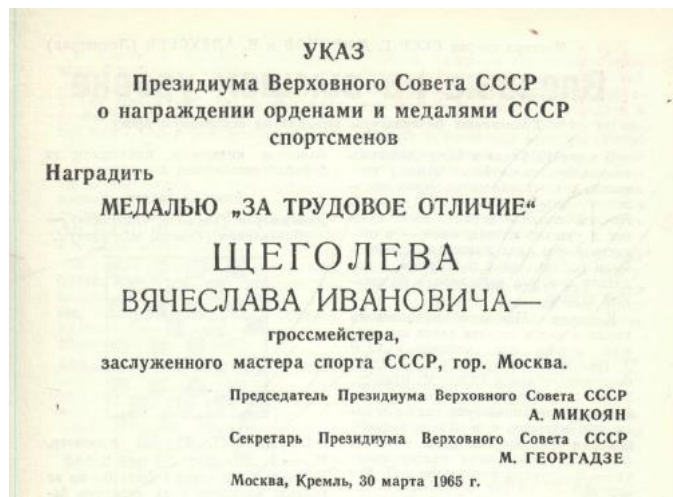 УКАЗ
Президиума Верховного Совета СССР
о награждении орденами и медалями СССР
спортсменов
Наградить
МЕДАЛЬЮ „ЗА ТРУДОВОЕ ОТЛИЧИЕ“
ЩЕГОЛЕВА
ВЯЧЕСЛАВА ИВАНОВИЧА—
гроссмейстера,
заслуженного мастера спорта СССР, гор. Москва.
Председатель Президиума Верховного Совета СССР
А. МИКОЯН
Секретарь Президиума Верховного Совета СССР
М. ГЕОРГАДЗЕ
Москва, Кремль, 30 марта 1965 г.